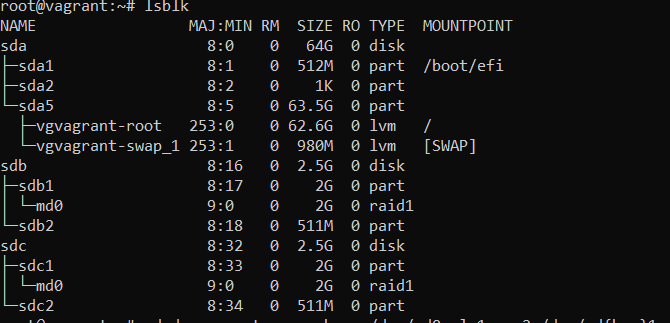 root@vagrant:~# lsblk
NAME                 MAJ:MIN RM  SIZE RO TYPE  MOUNTPOINT
sda                    8:0    0   64G  0 disk
├─sda1                 8:1    0  512M  0 part  /boot/efi
├─sda2                 8:2    0    1K  0 part
└─sda5                 8:5    0 63.5G  0 part
  ├─vgvagrant-root   253:0    0 62.6G  0 lvm   /
  └─vgvagrant-swap_1 253:1    0  980M  0 lvm   [SWAP]
sdb                    8:16   0  2.5G  0 disk
├─sdb1                 8:17   0    2G  0 part
│ └─md0                9:0    0    2G  0 raid1
└─sdb2                 8:18   0  511M  0 part
sdc                    8:32   0  2.5G  0 disk
├─sdc1                 8:33   0    2G  0 part
│ └─md0                9:0    0    2G  0 raid1
└─sdc2                 8:34   0  511M  0 part